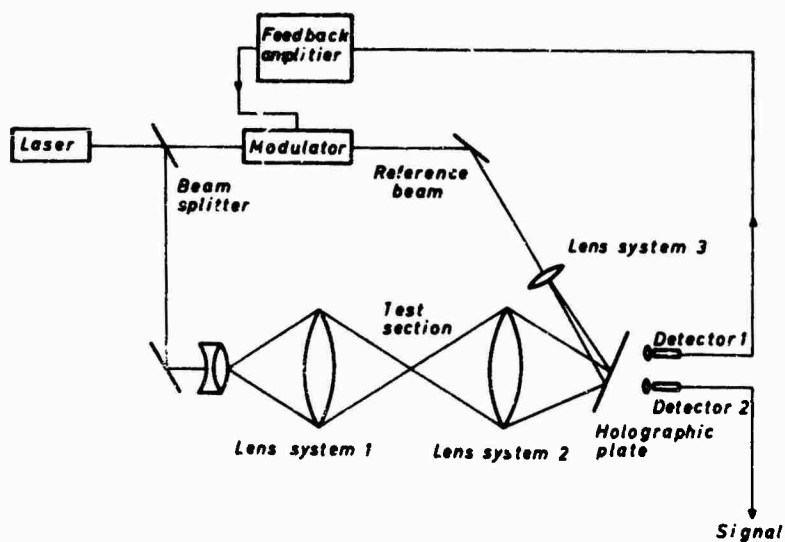 Feedback
amplitier
Laser
Modulator
Beam
splitter
Reference
beam
Lens system 3
Test
section
Detector 1
Detector 2
Lens system 1
Lens system 2
Holographic
plate
Signal